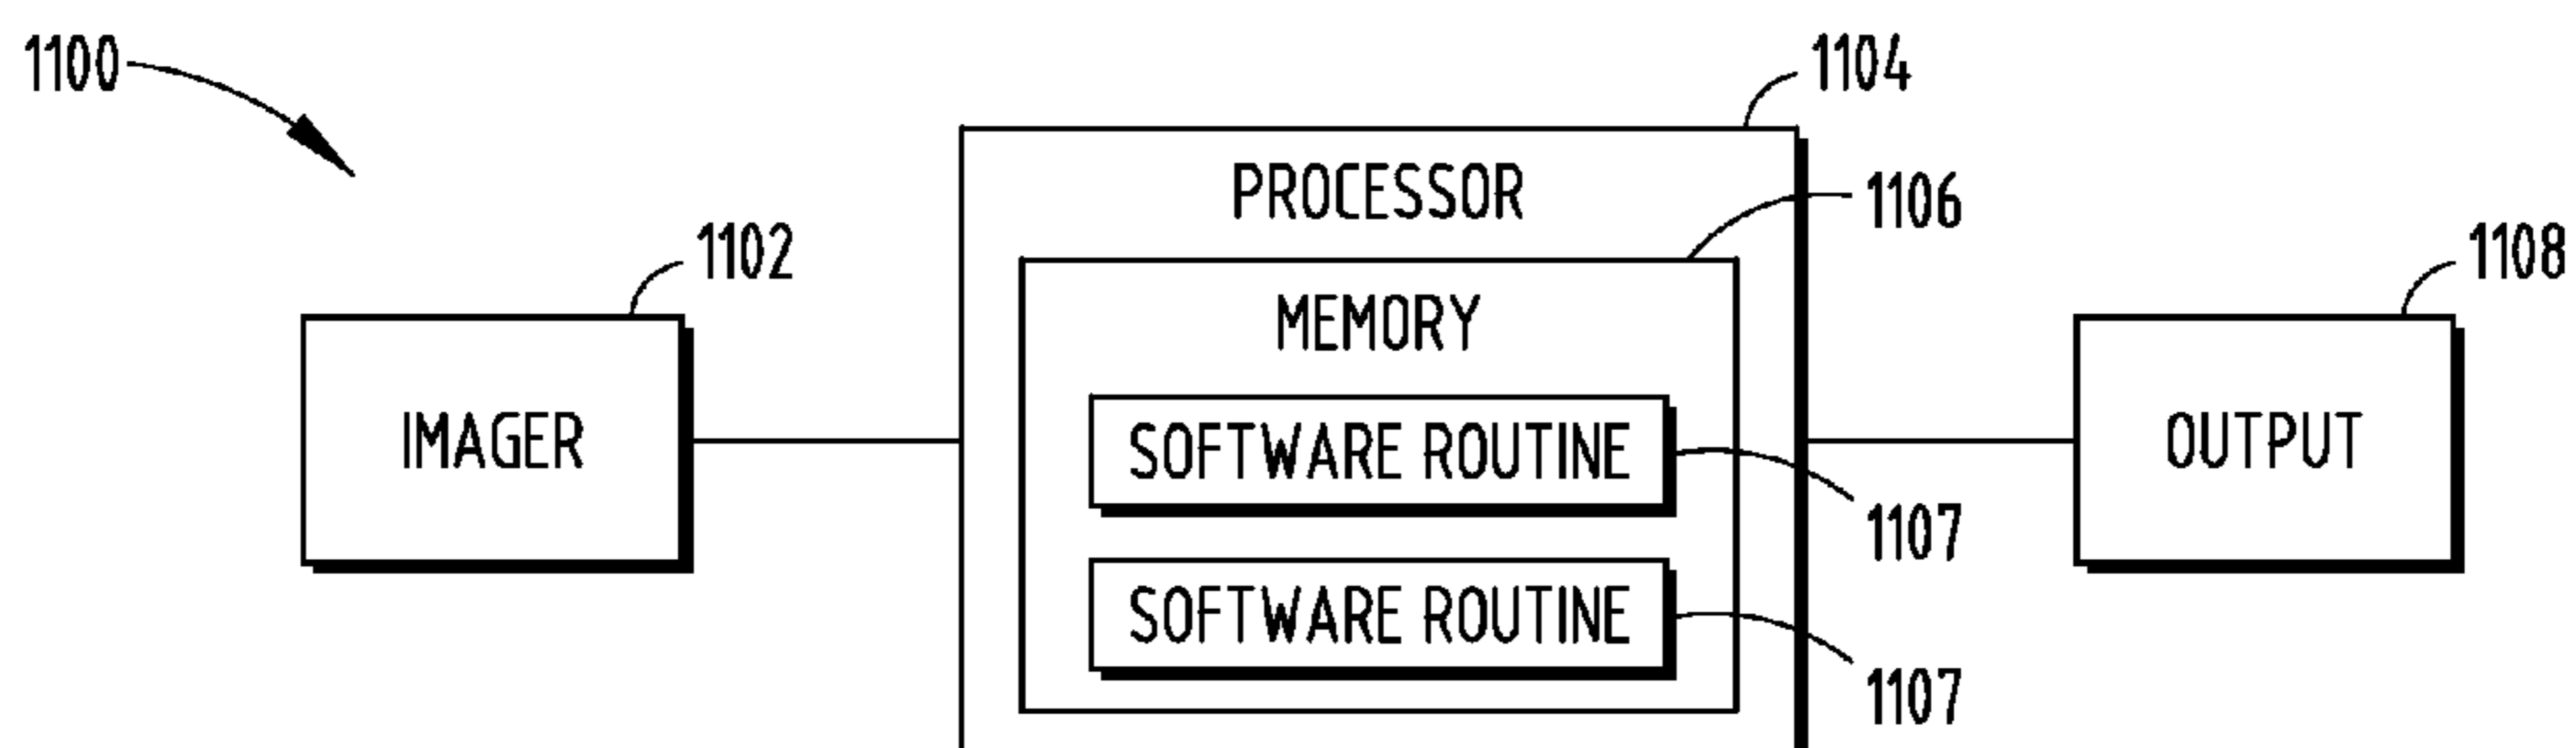 1100
1104
PROCESSOR
1106
1102
1108
MEMORY
IMAGER
SOFTWARE ROUTINE
OUTPUT
1107
SOFTWARE ROUTINE
1107